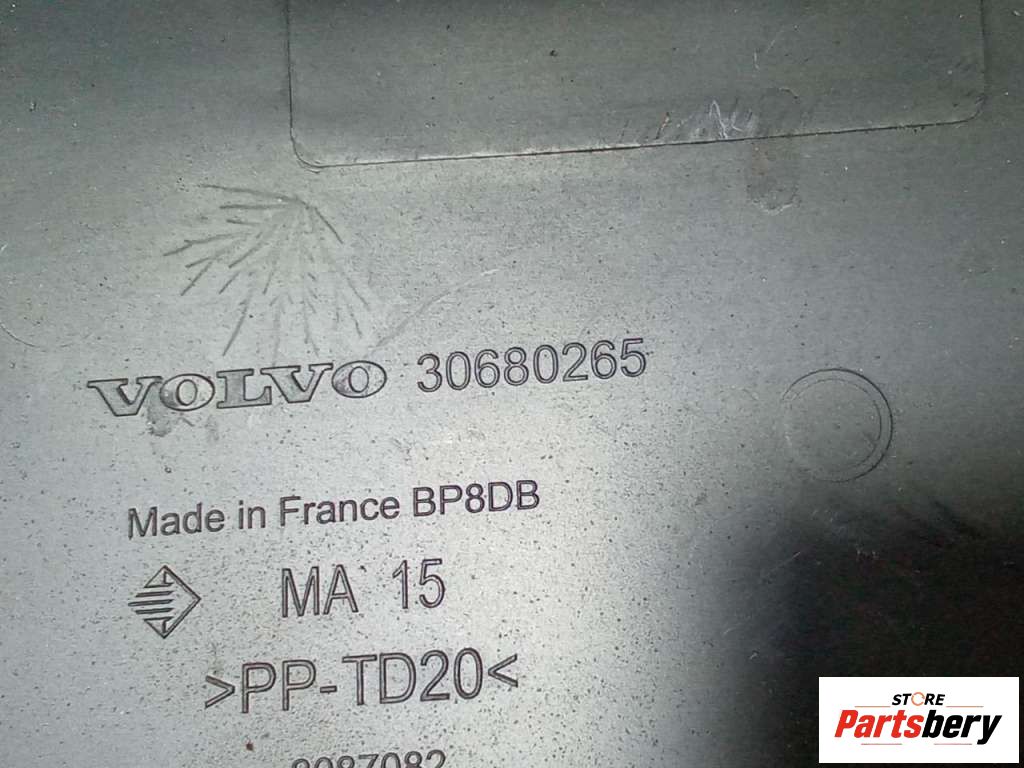 VOLVO 30680265
Made in France BP8DB
MA 15
>PP-TD20<
STORE
Partsbery